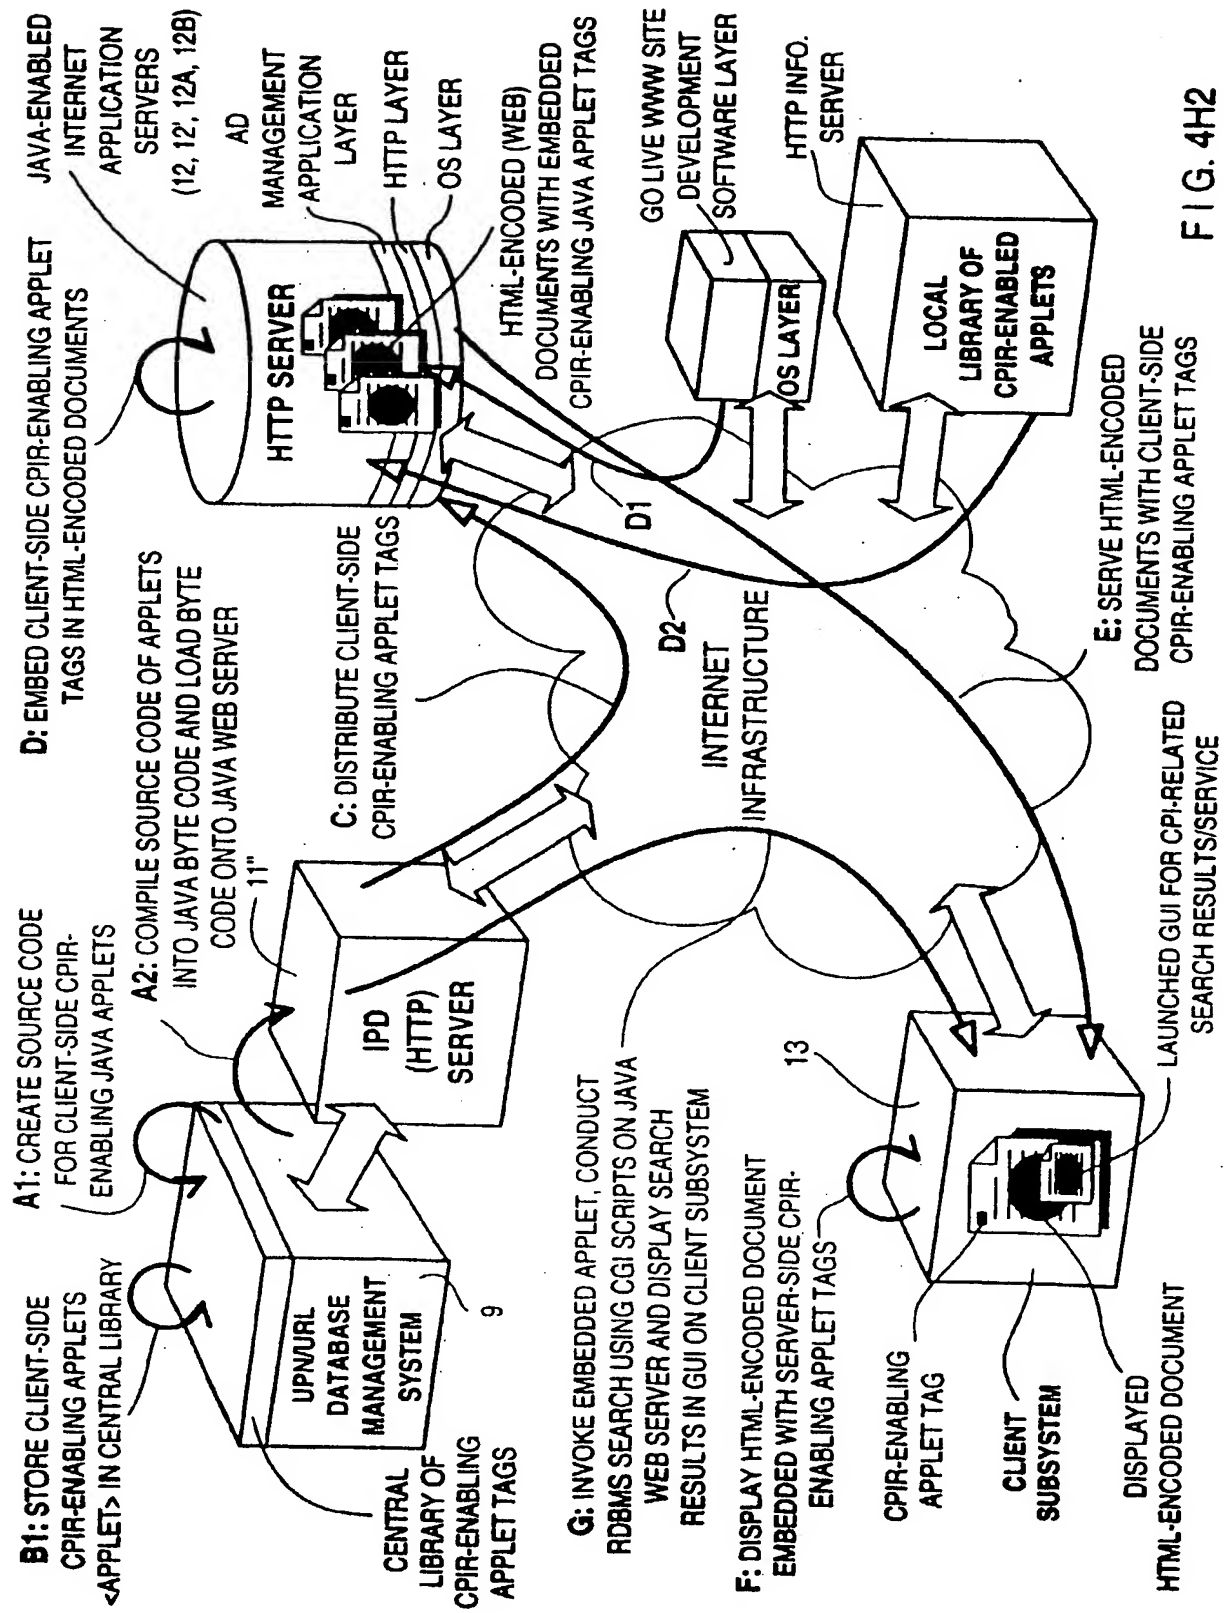 B1: STORE CLIENT-SIDE
CPIR-ENABLING APPLETS
<APPLET> IN CENTRAL LIBRARY
A1: CREATE SOURCE CODE
FOR CLIENT-SIDE CPIR-
ENABLING JAVA APPLETS
A2: COMPILE SOURCE CODE OF APPLETS
INTO JAVA BYTE CODE AND LOAD BYTE
CODE ONTO JAVA WEB SERVER
11"
D: EMBED CLIENT-SIDE CPIR-ENABLING APPLET
TAGS IN HTML-ENCODED DOCUMENTS
JAVA-ENABLED
INTERNET
APPLICATION
SERVERS
(12, 12', 12A, 12B)
AD
MANAGEMENT
APPLICATION
LAYER
HTTP LAYER
OS LAYER
HTML-ENCODED (WEB)
DOCUMENTS WITH EMBEDDED
CPIR-ENABLING JAVA APPLET TAGS
HTTP SERVER
C: DISTRIBUTE CLIENT-SIDE
CPIR-ENABLING APPLET TAGS
UPN/URL
DATABASE
MANAGEMENT
SYSTEM
9
IPD
(HTTP)
SERVER
CENTRAL
LIBRARY OF
CPIR-ENABLING
APPLET TAGS
D1
D2
INTERNET
INFRASTRUCTURE
GO LIVE WWW SITE
DEVELOPMENT
SOFTWARE LAYER
OS LAYER
HTTP INFO.
SERVER
LOCAL
LIBRARY OF
CPIR-ENABLED
APPLETS
G: INVOKE EMBEDDED APPLET, CONDUCT
RDBMS SEARCH USING CGI SCRIPTS ON JAVA
WEB SERVER AND DISPLAY SEARCH
RESULTS IN GUI ON CLIENT SUBSYSTEM
F: DISPLAY HTML-ENCODED DOCUMENT
EMBEDDED WITH SERVER-SIDE CPIR-
ENABLING APPLET TAGS
13
E: SERVE HTML-ENCODED
DOCUMENTS WITH CLIENT-SIDE
CPIR-ENABLING APPLET TAGS
CPIR-ENABLING
APPLET TAG
CLIENT
SUBSYSTEM
DISPLAYED
HTML-ENCODED DOCUMENT
LAUNCHED GUI FOR CPI-RELATED
SEARCH RESULTS/SERVICE
FIG. 4H2